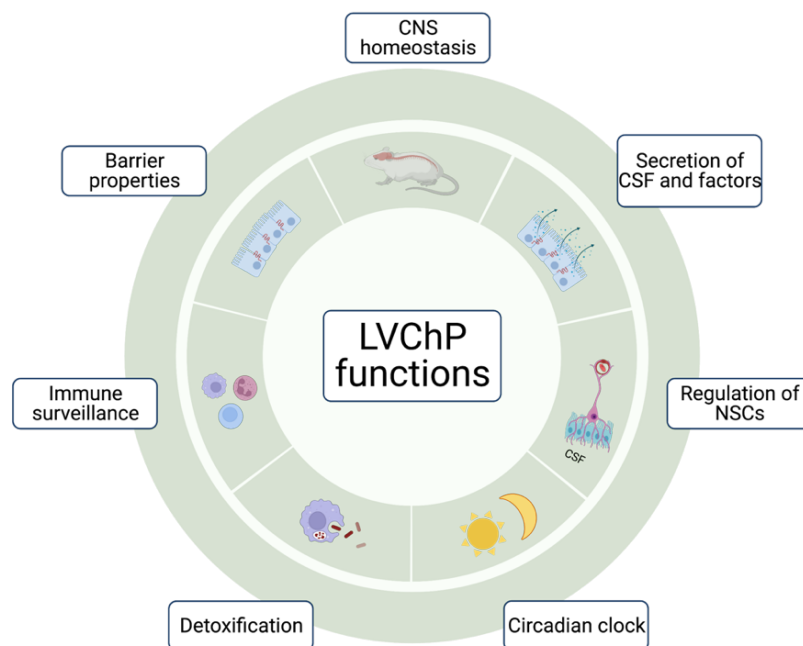 CNS
homeostasis
Barrier
properties
Secretion of
CSF and factors
LVChP
functions
Immune
surveillance
Regulation of
NSCs
CSF
Detoxification
Circadian clock